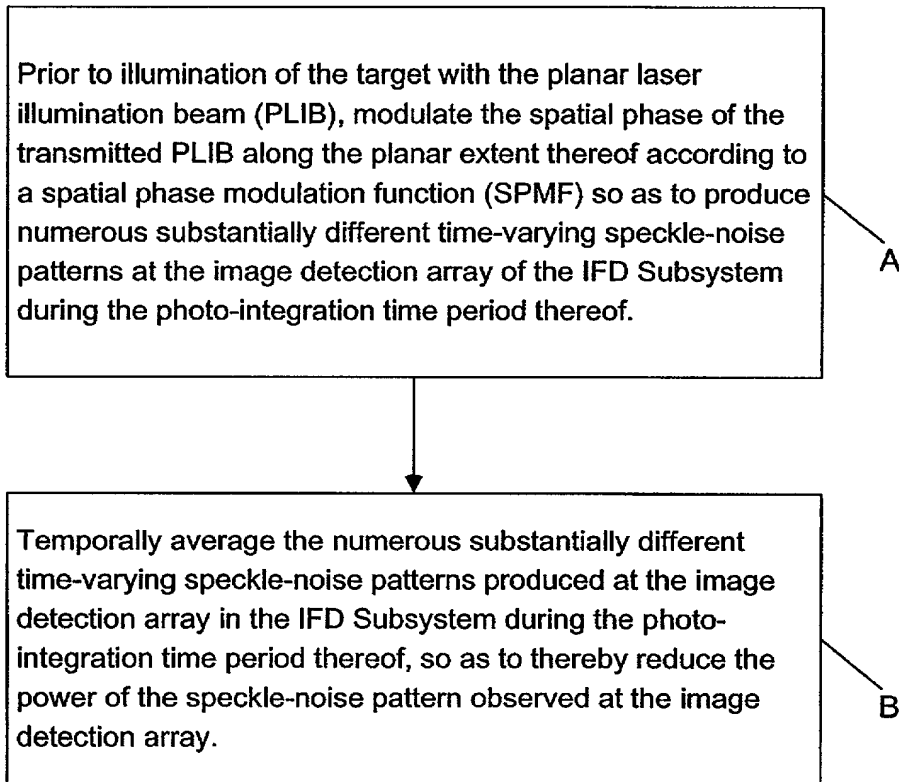 Prior to illumination of the target with the planar laser
illumination beam (PLIB), modulate the spatial phase of the
transmitted PLIB along the planar extent thereof according to
a spatial phase modulation function (SPMF) so as to produce
numerous substantially different time-varying speckle-noise
patterns at the image detection array of the IFD Subsystem
during the photo-integration time period thereof.
A
Temporally average the numerous substantially different
time-varying speckle-noise patterns produced at the image
detection array in the IFD Subsystem during the photo-
integration time period thereof, so as to thereby reduce the
power of the speckle-noise pattern observed at the image
detection array.
B